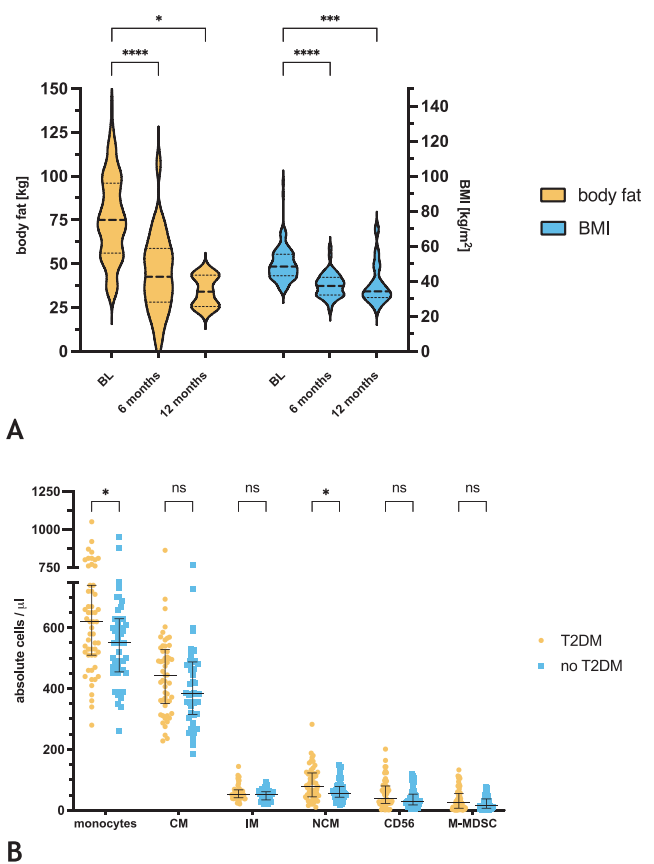 * ***
**** ****
150
125
100
75
50
25
0
body fat [kg]
140
120
100
80
60
40
20
0
BMI [kg/m²]
body fat
BMI
BL 6 months 12 months BL 6 months 12 months
A
* ns ns * ns ns
1250
1000
750
600
400
200
0
absolute cells / µl
T2DM
no T2DM
monocytes CM IM NCM CD56 M-MDSC
B